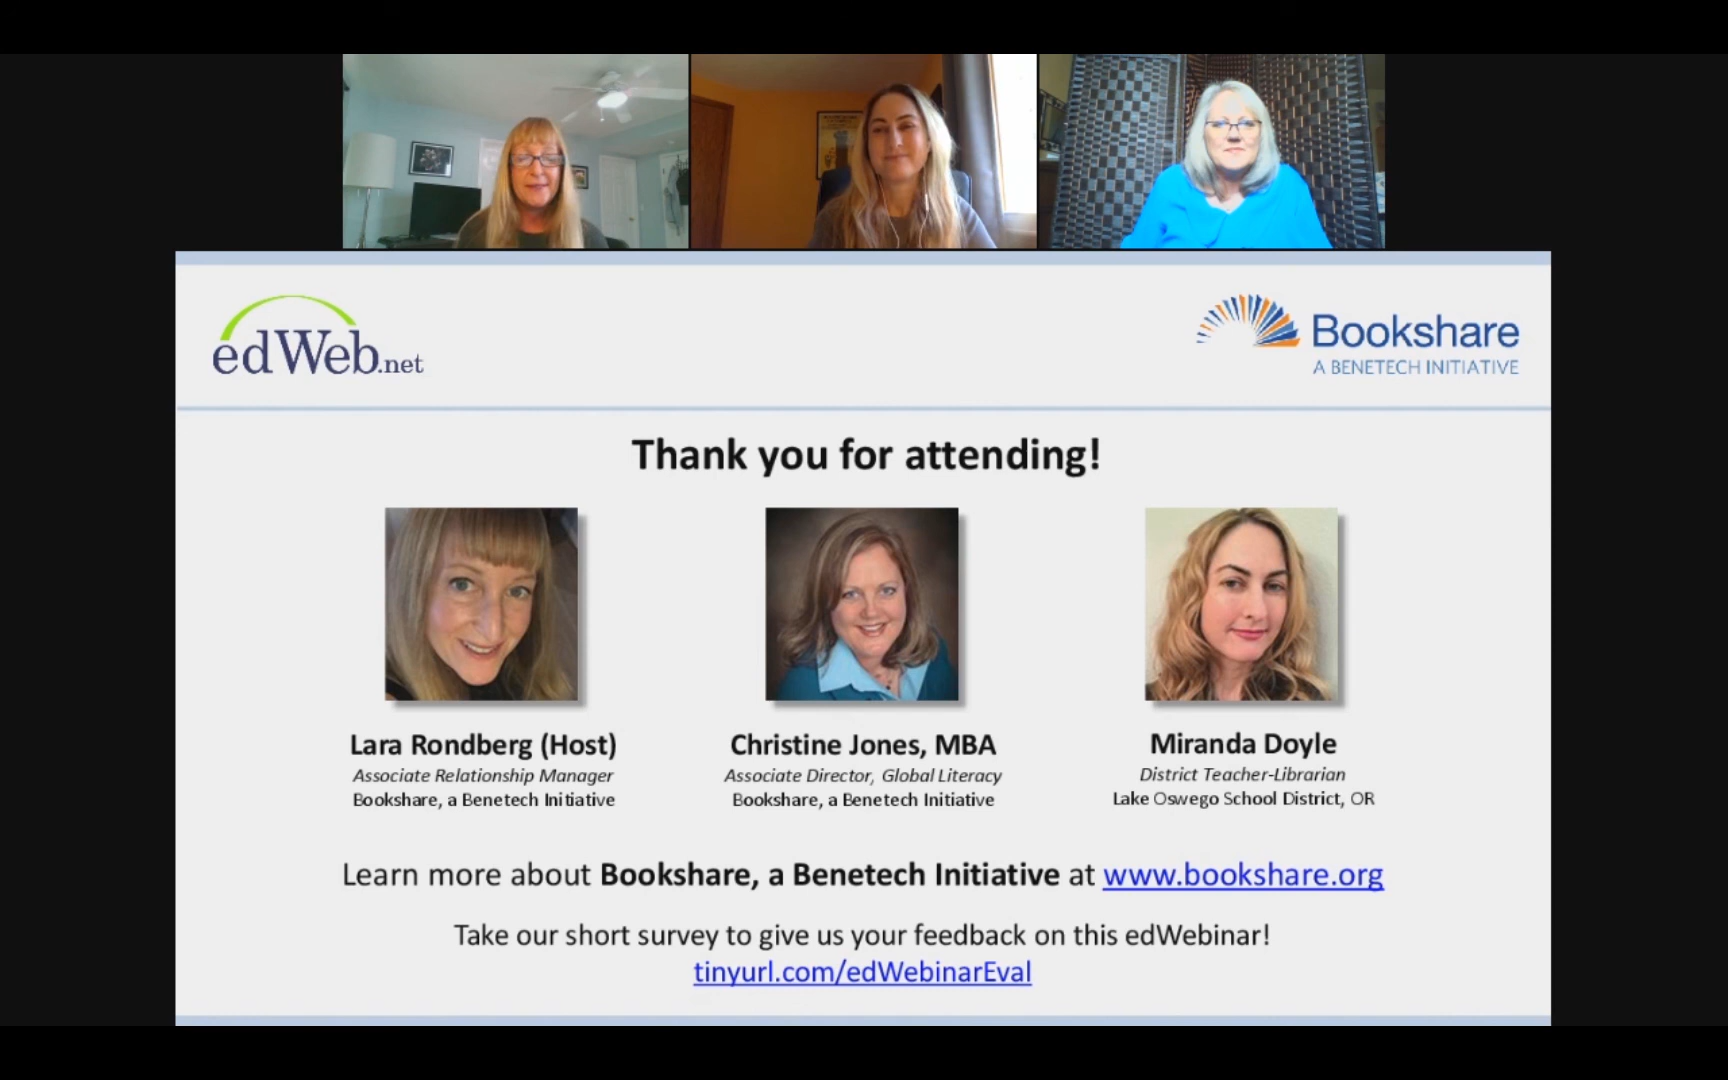 edWeb.net
Bookshare
A BENETECH INITIATIVE
Thank you for attending!
Lara Rondberg (Host)
Associate Relationship Manager
Bookshare, a Benetech Initiative
Christine Jones, MBA
Associate Director, Global Literacy
Bookshare, a Benetech Initiative
Miranda Doyle
District Teacher-Librarian
Lake Oswego School District, OR
Learn more about Bookshare, a Benetech Initiative at www.bookshare.org
Take our short survey to give us your feedback on this edWebinar!
tinyurl.com/edWebinarEval